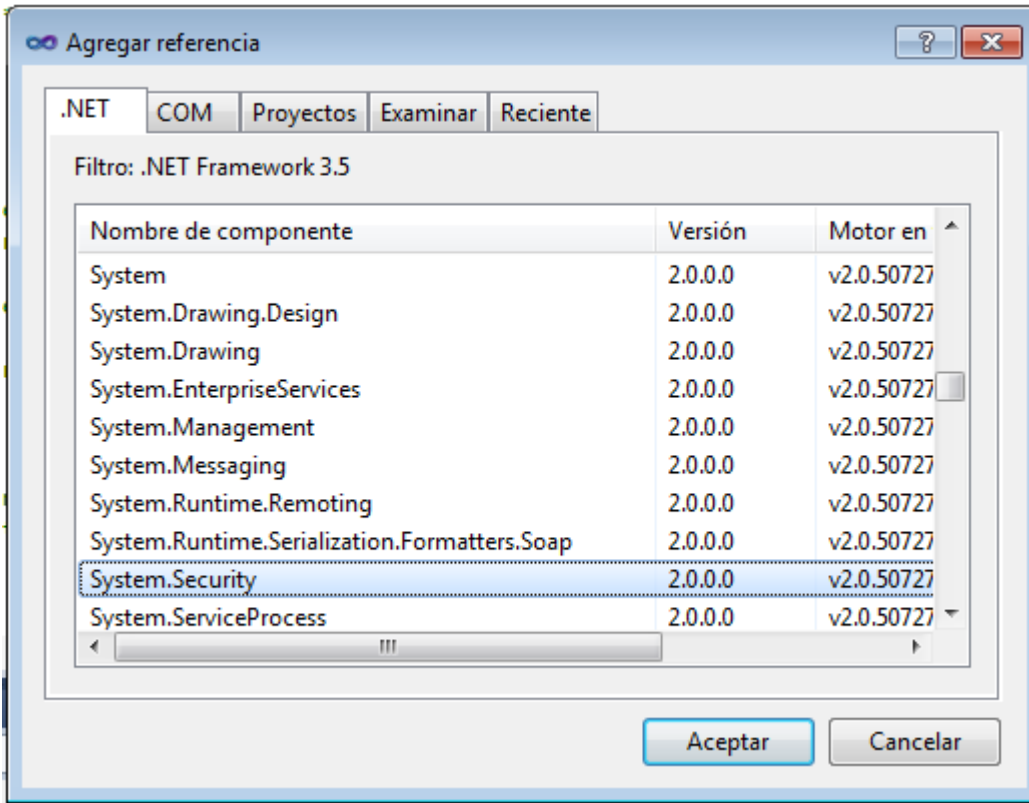 Agregar referencia
.NET COM Proyectos Examinar Reciente
Filtro: .NET Framework 3.5
Nombre de componente Versión Motor en
System 2.0.0.0 v2.0.50727
System.Drawing.Design 2.0.0.0 v2.0.50727
System.Drawing 2.0.0.0 v2.0.50727
System.EnterpriseServices 2.0.0.0 v2.0.50727
System.Management 2.0.0.0 v2.0.50727
System.Messaging 2.0.0.0 v2.0.50727
System.Runtime.Remoting 2.0.0.0 v2.0.50727
System.Runtime.Serialization.Formatters.Soap 2.0.0.0 v2.0.50727
System.Security 2.0.0.0 v2.0.50727
System.ServiceProcess 2.0.0.0 v2.0.50727
Aceptar Cancelar